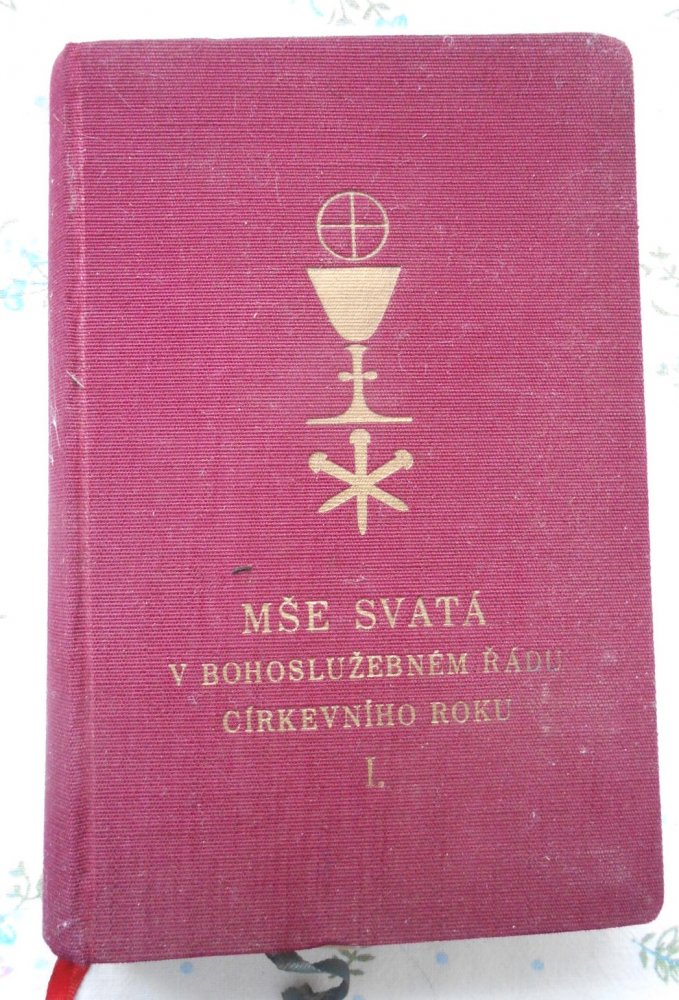 MŠE SVATÁ
V BOHOSLUŽEBNÉM ŘÁDU
CÍRKEVNÍHO ROKU
I.